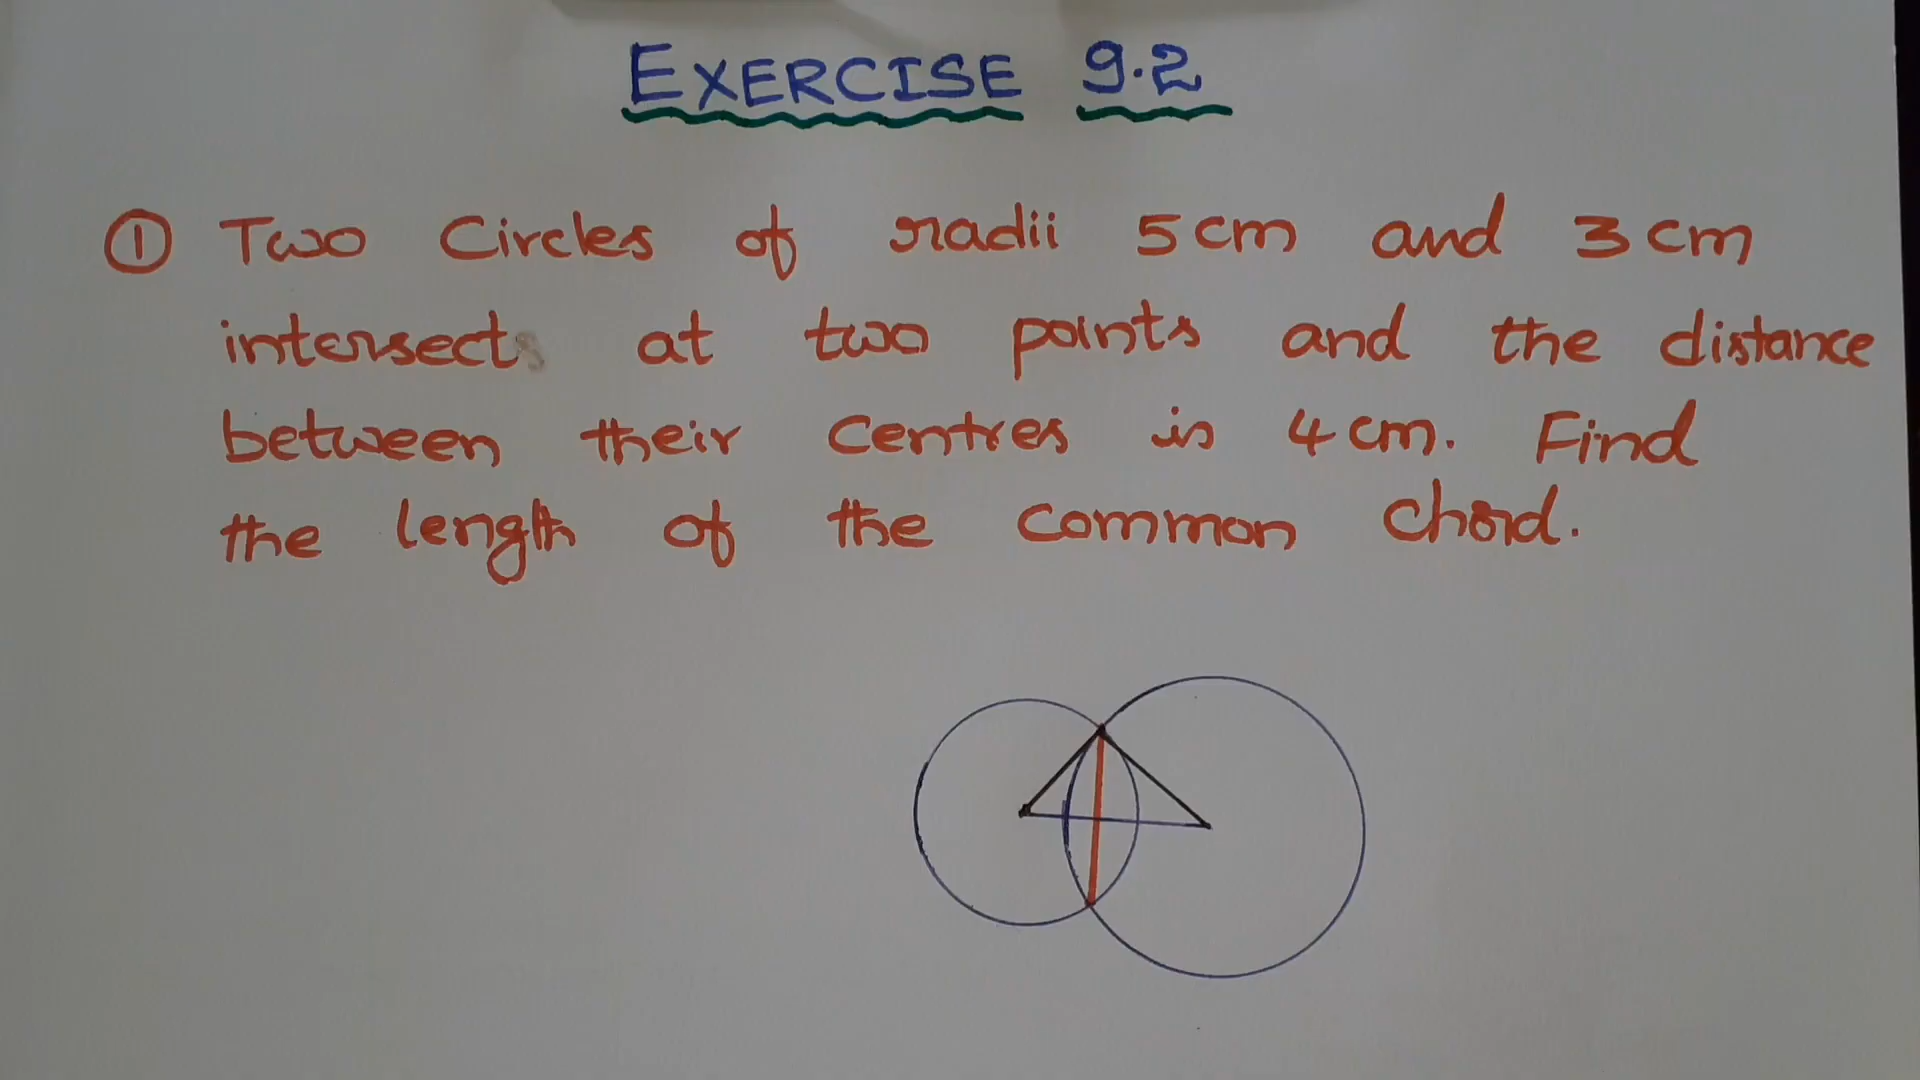 EXERCISE 9.2
① Two Circles of radii 5cm and 3cm
intersect at two points and the distance
between their centres is 4cm. Find
the length of the common chord.